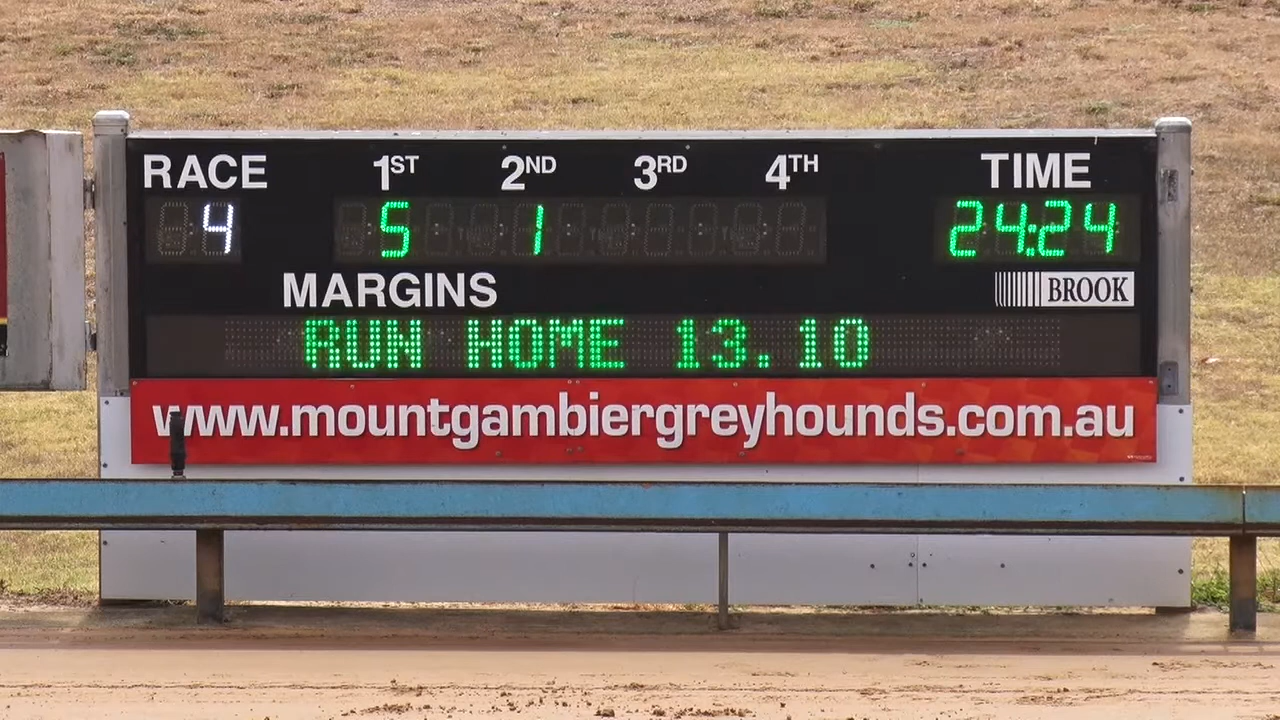 RACE 1ST 2ND 3RD 4TH TIME
4 5 1 24:24
MARGINS BROOK
RUN HOME 13.10
www.mountgambiergreyhounds.com.au